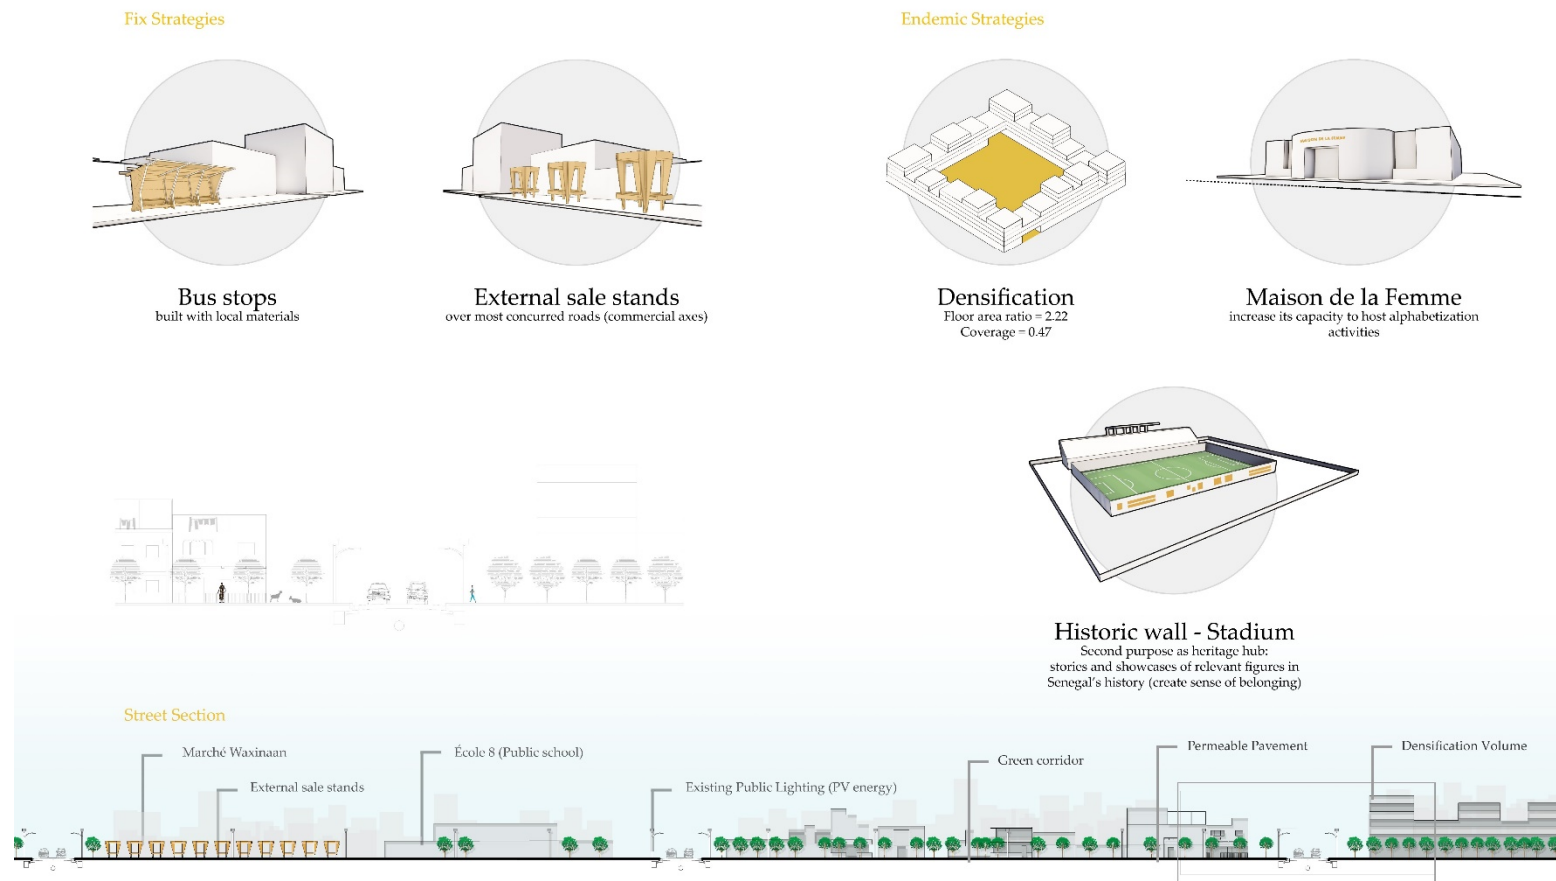 Fix Strategies
Endemic Strategies
Bus stops
built with local materials
External sale stands
over most concurred roads (commercial axes)
Densification
Floor area ratio = 2.22
Coverage = 0.47
MAISON DE LA FEMME
Maison de la Femme
increase its capacity to host alphabetization
activities
Historic wall - Stadium
Second purpose as heritage hub:
stories and showcases of relevant figures in
Senegal's history (create sense of belonging)
Street Section
Marché Waxinaan
External sale stands
École 8 (Public school)
Existing Public Lighting (PV energy)
Green corridor
Permeable Pavement
Densification Volume